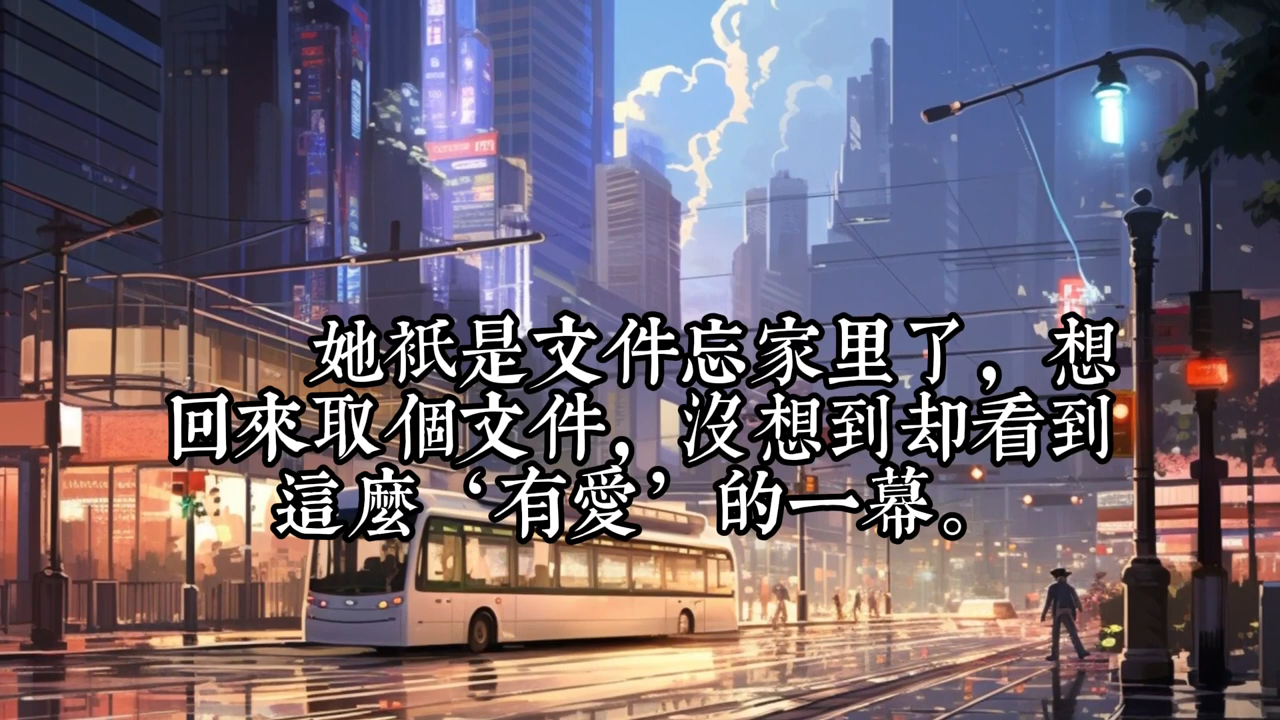 她衹是文件忘家里了，想
回來取個文件，沒想到却看到
這麼‘有愛’的一幕。